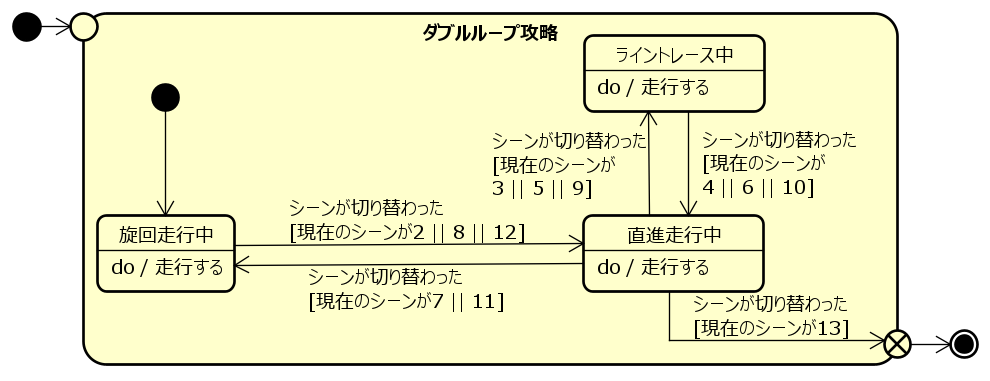 ダブルループ攻略
ライントレース中
do / 走行する
シーンが切り替わった
[現在のシーンが
3 || 5 || 9]
シーンが切り替わった
[現在のシーンが
4 || 6 || 10]
シーンが切り替わった
[現在のシーンが2 || 8 || 12]
旋回走行中
do / 走行する
直進走行中
do / 走行する
シーンが切り替わった
[現在のシーンが7 || 11]
シーンが切り替わった
[現在のシーンが13]